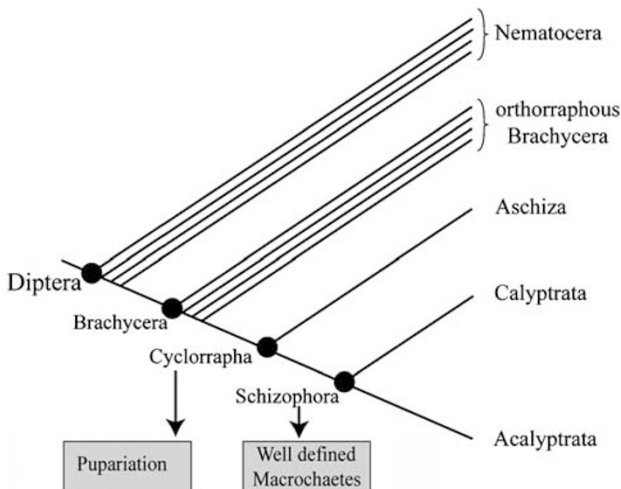 Nematocera
orthorraphous
Brachycera
Aschiza
Diptera
Calyptrata
Brachycera
Cyclorrapha
Schizophora
Acalyptrata
Pupariation
Well defined
Macrochaetes